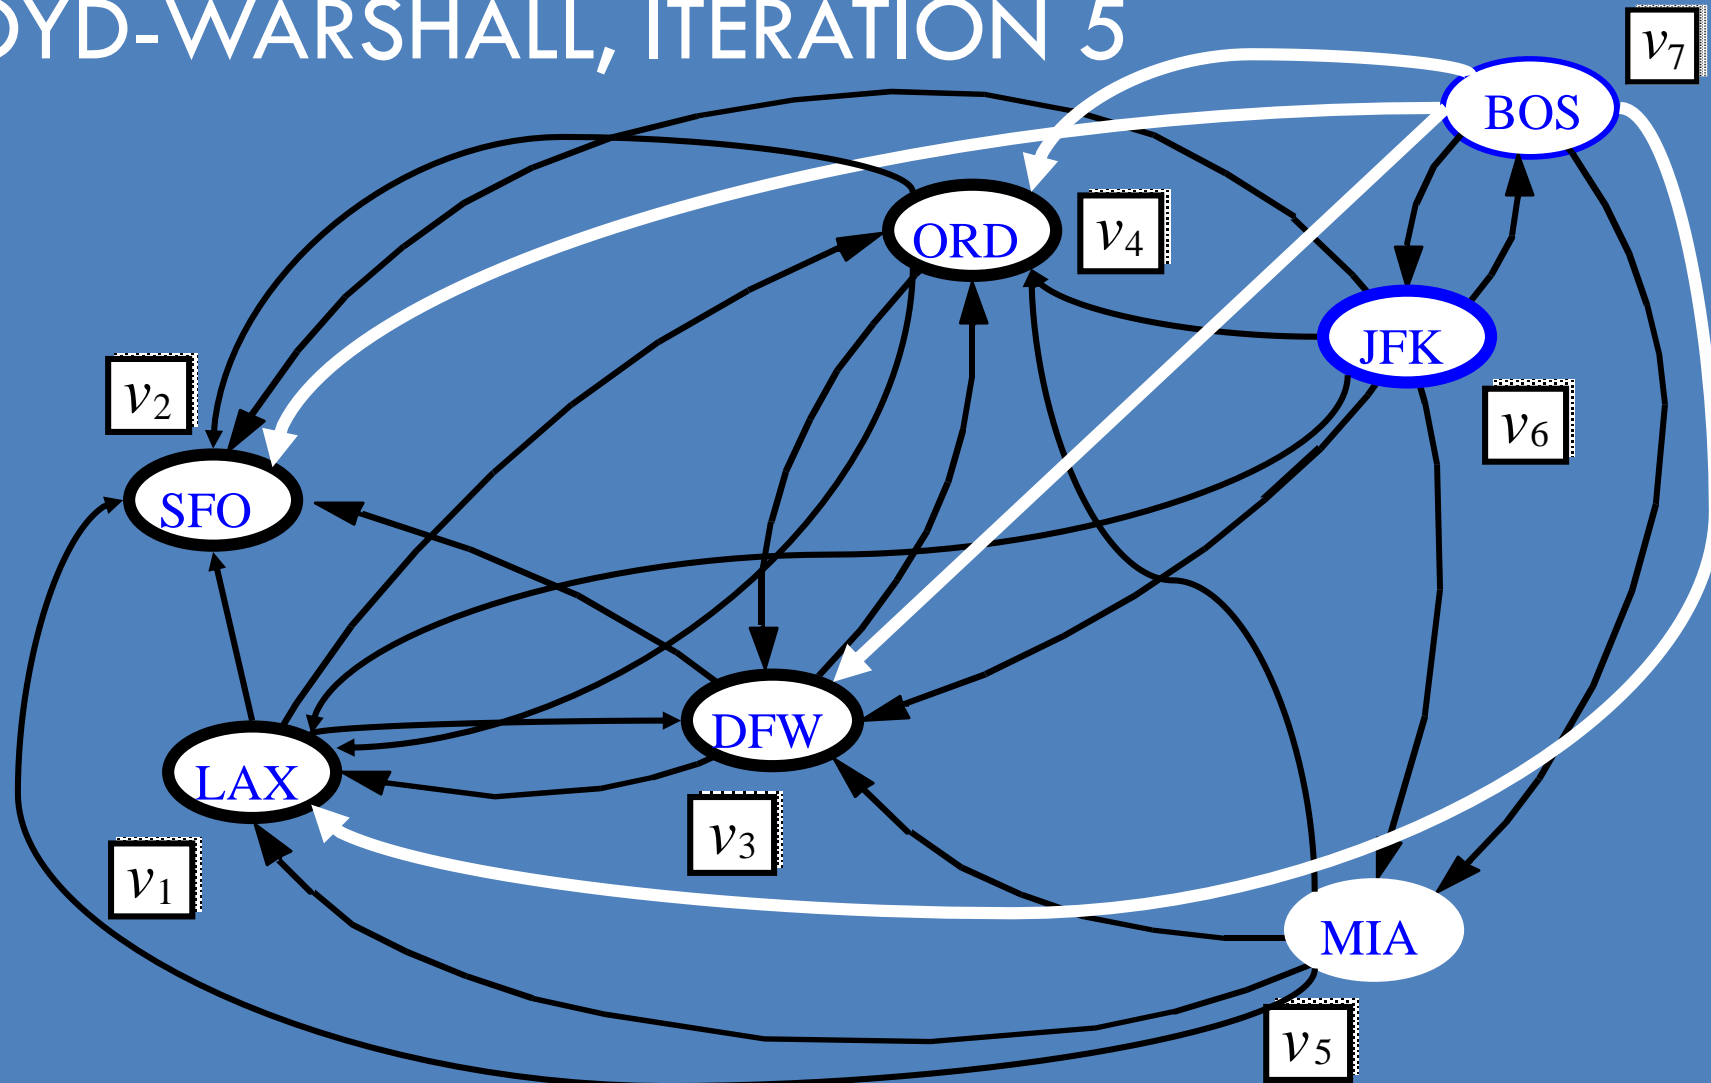 OYD-WARSHALL, ITERATION 5
v7
BOS
ORD
v4
JFK
v2
v6
SFO
DFW
LAX
v3
v1
MIA
v5